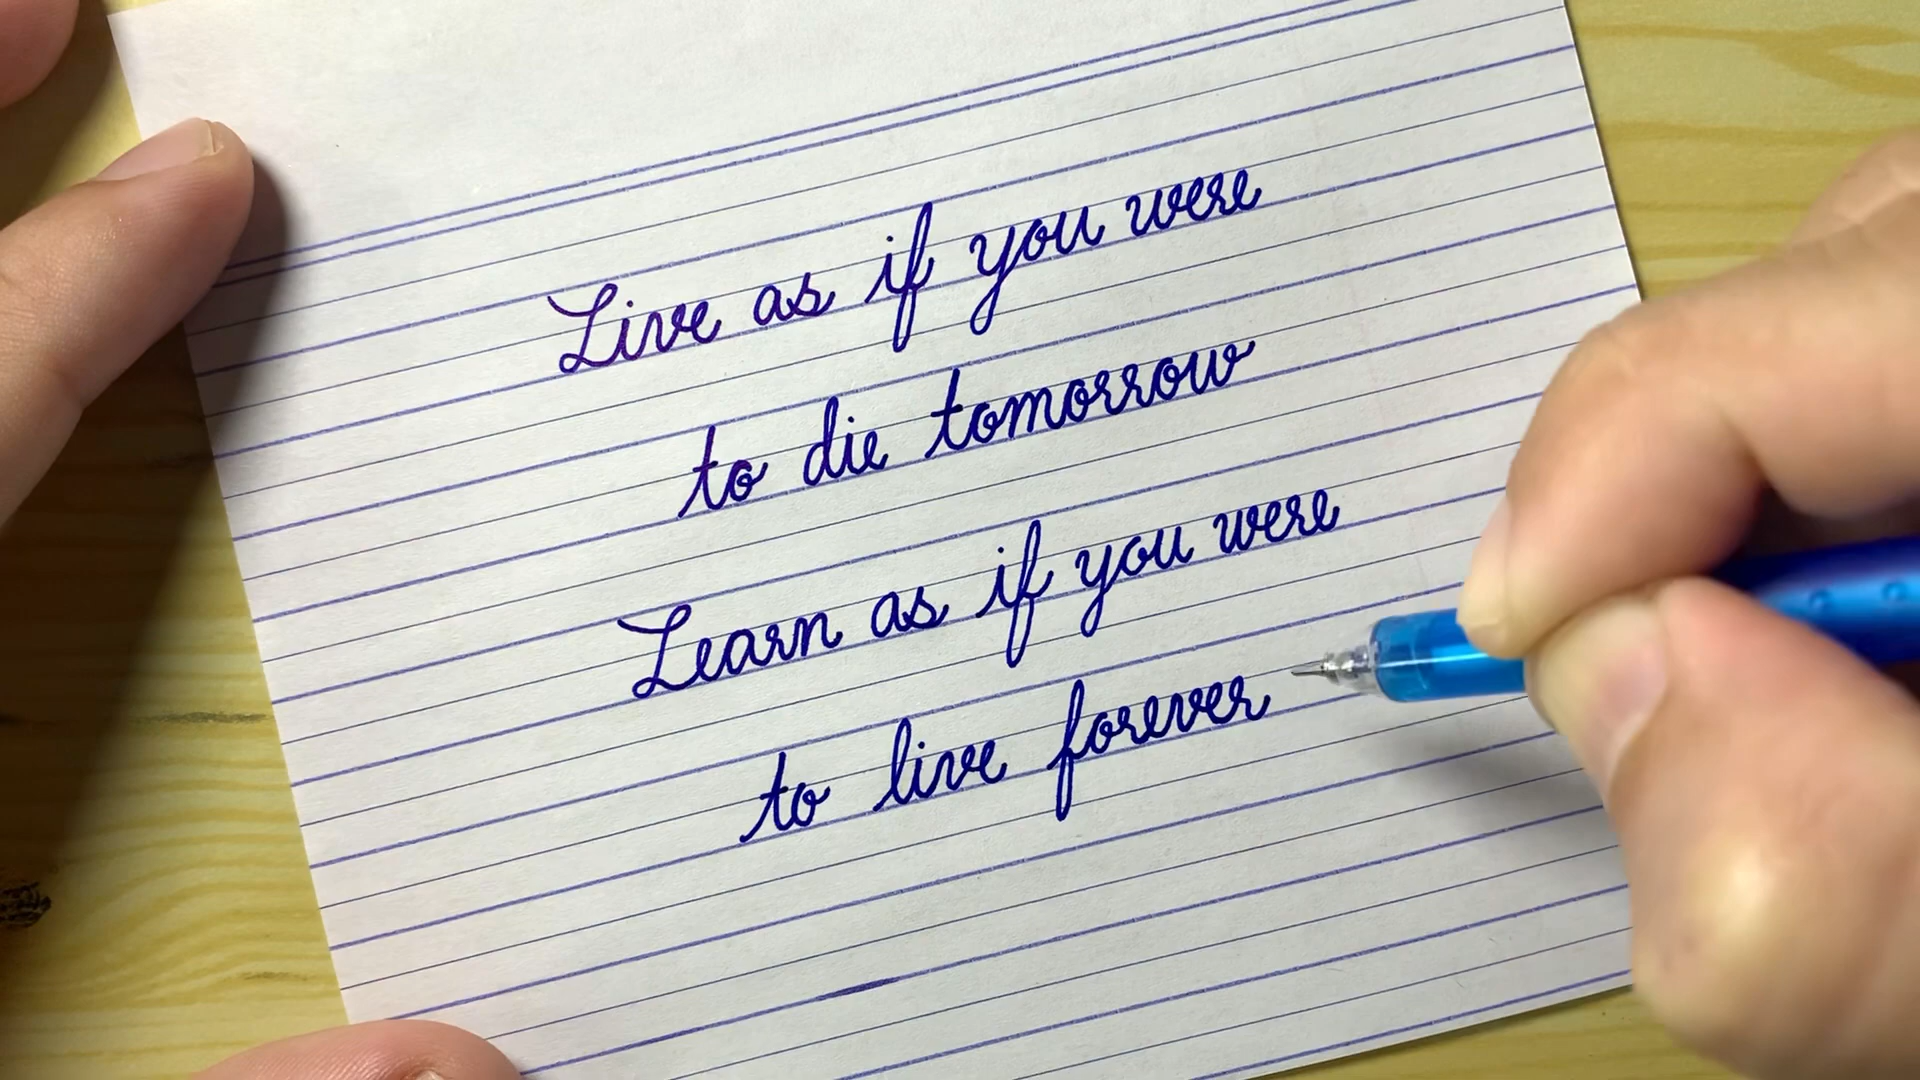 Live as if you were
to die tomorrow
Learn as if you were
to live forever